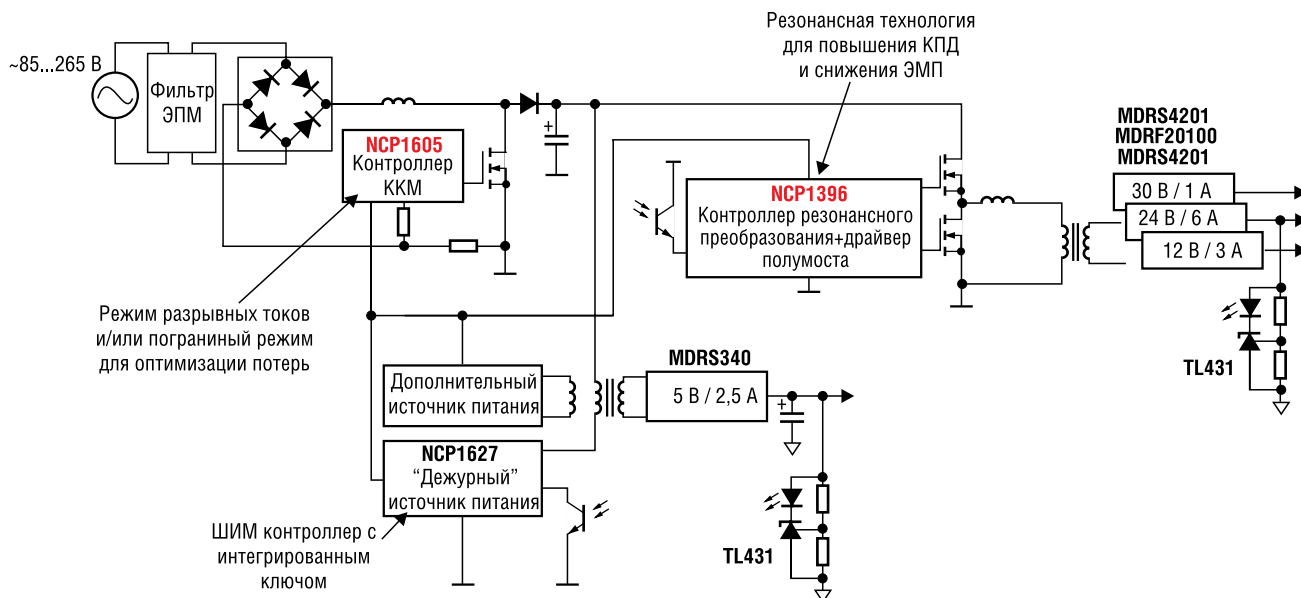 Резонансная технология
для повышения КПД
и снижения ЭМП
~85...265 В
Фильтр
ЭПМ
NCP1605
Контроллер
ККМ
NCP1396
Контроллер резонансного
преобразования+драйвер
полумоста
MDRS4201
MDRF20100
MDRS4201
30 В / 1 А
24 В / 6 А
12 В / 3 А
Режим разрывных токов
и/или пограниный режим
для оптимизации потерь
TL431
Дополнительный
источник питания
MDRS340
5 В / 2,5 А
+
+
NCP1627
“Дежурный”
источник питания
ШИМ контроллер с
интегрированным
ключом
TL431